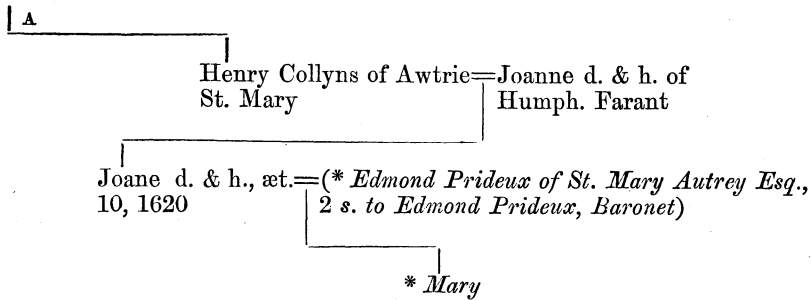 A
Henry Collyns of Awtrie=Joanne d. & h. of
St. Mary Humph. Farant
Joane d. & h., æt.=(* Edmond Prideux of St. Mary Autrey Esq.,
10, 1620 2 s. to Edmond Prideux, Baronet)
* Mary